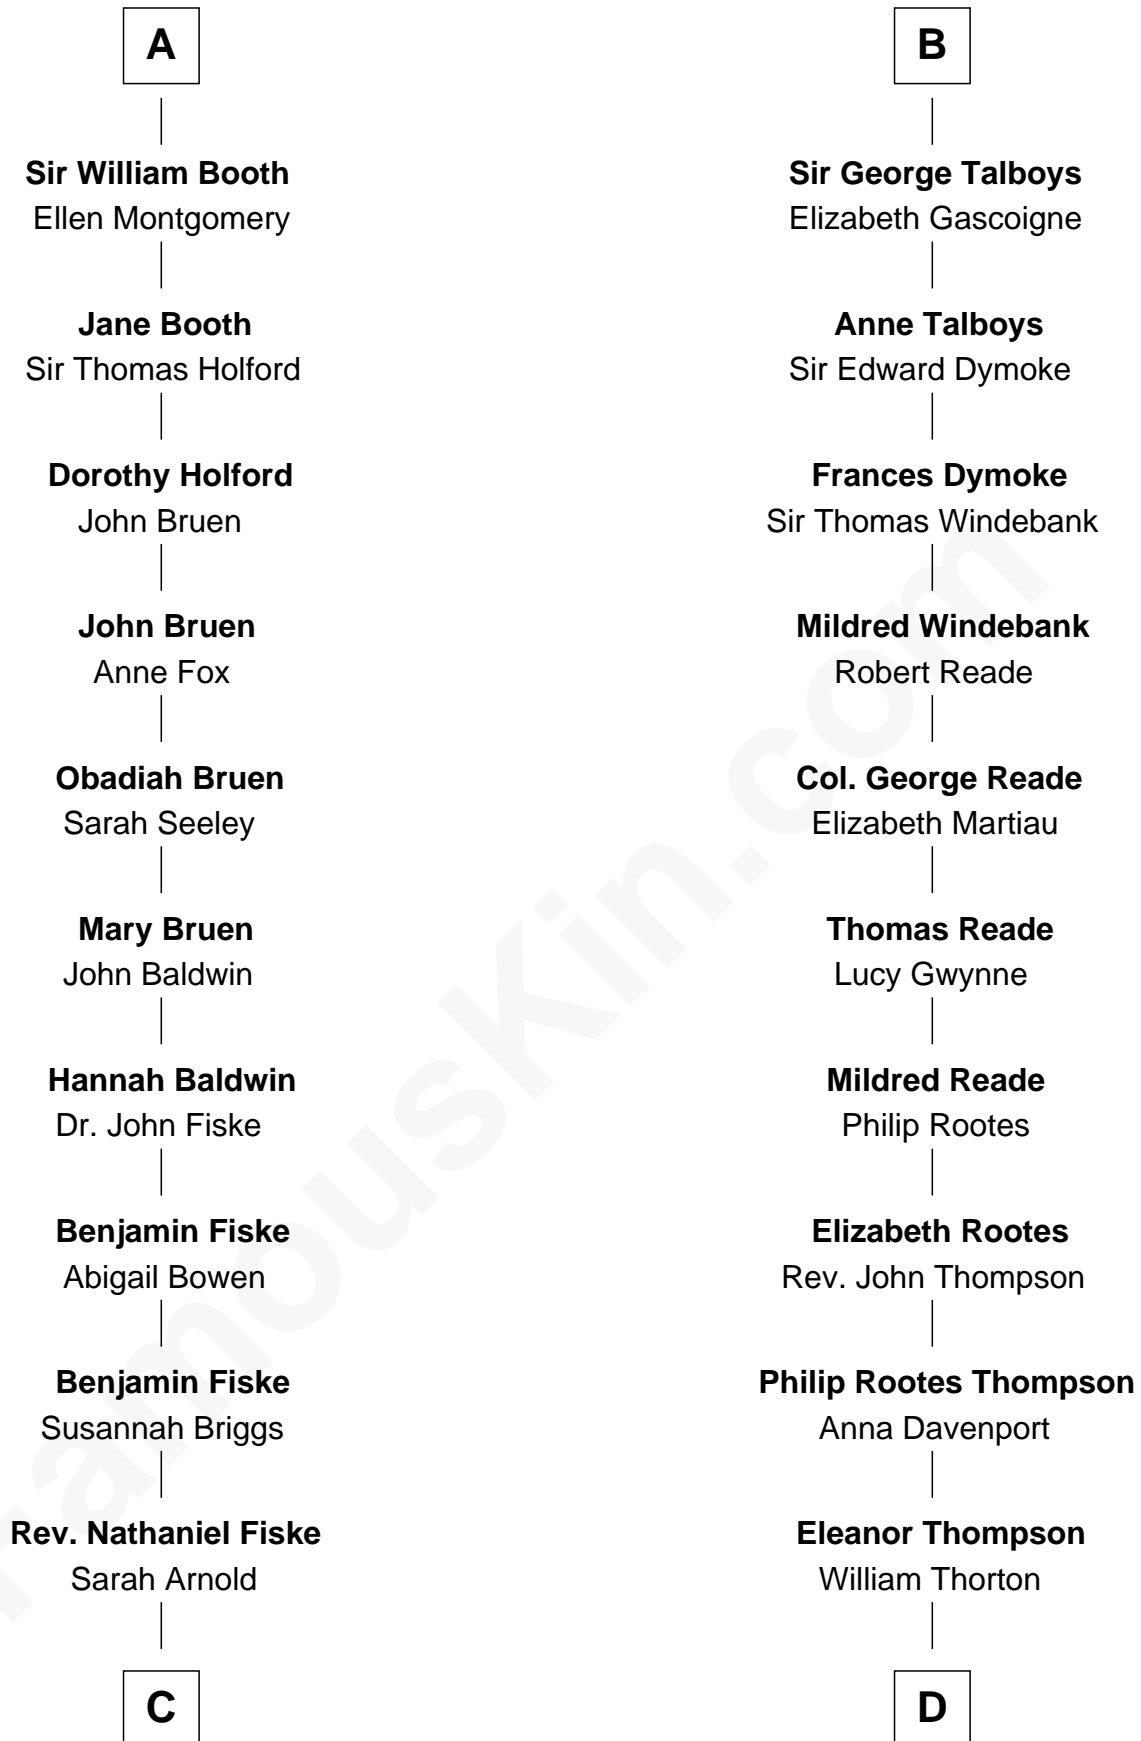 A
Sir William Booth
Ellen Montgomery
Jane Booth
Sir Thomas Holford
Dorothy Holford
John Bruen
John Bruen
Anne Fox
Obadiah Bruen
Sarah Seeley
Mary Bruen
John Baldwin
Hannah Baldwin
Dr. John Fiske
Benjamin Fiske
Abigail Bowen
Benjamin Fiske
Susannah Briggs
Rev. Nathaniel Fiske
Sarah Arnold
C
B
Sir George Talboys
Elizabeth Gascoigne
Anne Talboys
Sir Edward Dymoke
Frances Dymoke
Sir Thomas Windebank
Mildred Windebank
Robert Reade
Col. George Reade
Elizabeth Martiau
Thomas Reade
Lucy Gwynne
Mildred Reade
Philip Rootes
Elizabeth Rootes
Rev. John Thompson
Philip Rootes Thompson
Anna Davenport
Eleanor Thompson
William Thorton
D
FamousKin.com